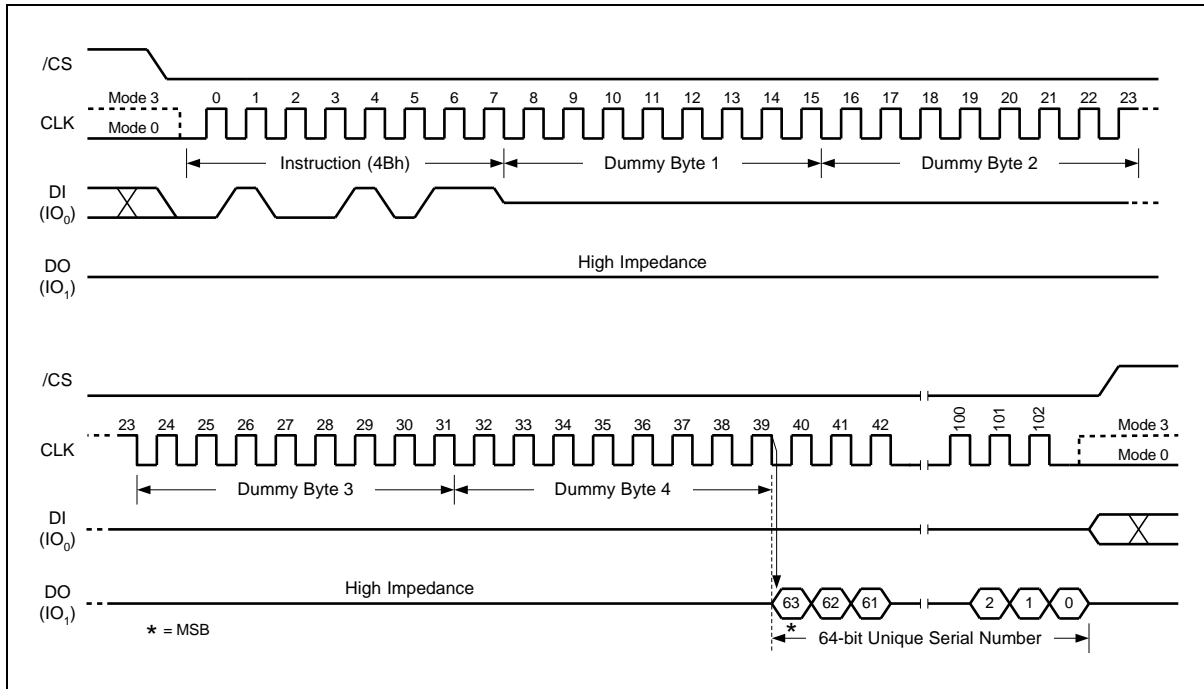 /CS
Mode 3 0 1 2 3 4 5 6 7 8 9 10 11 12 13 14 15 16 17 18 19 20 21 22 23
CLK Mode 0
Instruction (4Bh) Dummy Byte 1 Dummy Byte 2
DI
(IO0)
High Impedance
DO
(IO1)
/CS
23 24 25 26 27 28 29 30 31 32 33 34 35 36 37 38 39 40 41 42 100 101 102 Mode 3
CLK Mode 0
Dummy Byte 3 Dummy Byte 4
DI
(IO0)
High Impedance
DO
(IO1)
63 62 61 2 1 0
* = MSB * 64-bit Unique Serial Number